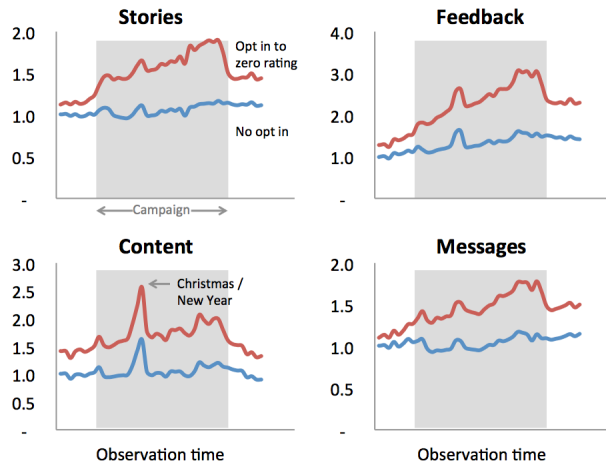 Stories
2.0
1.5
1.0
0.5
-
Opt in to
zero rating
No opt in
Campaign
Feedback
4.0
3.0
2.0
1.0
-
Content
3.0
2.5
2.0
1.5
1.0
0.5
-
Christmas /
New Year
Observation time
Messages
2.0
1.5
1.0
0.5
-
Observation time